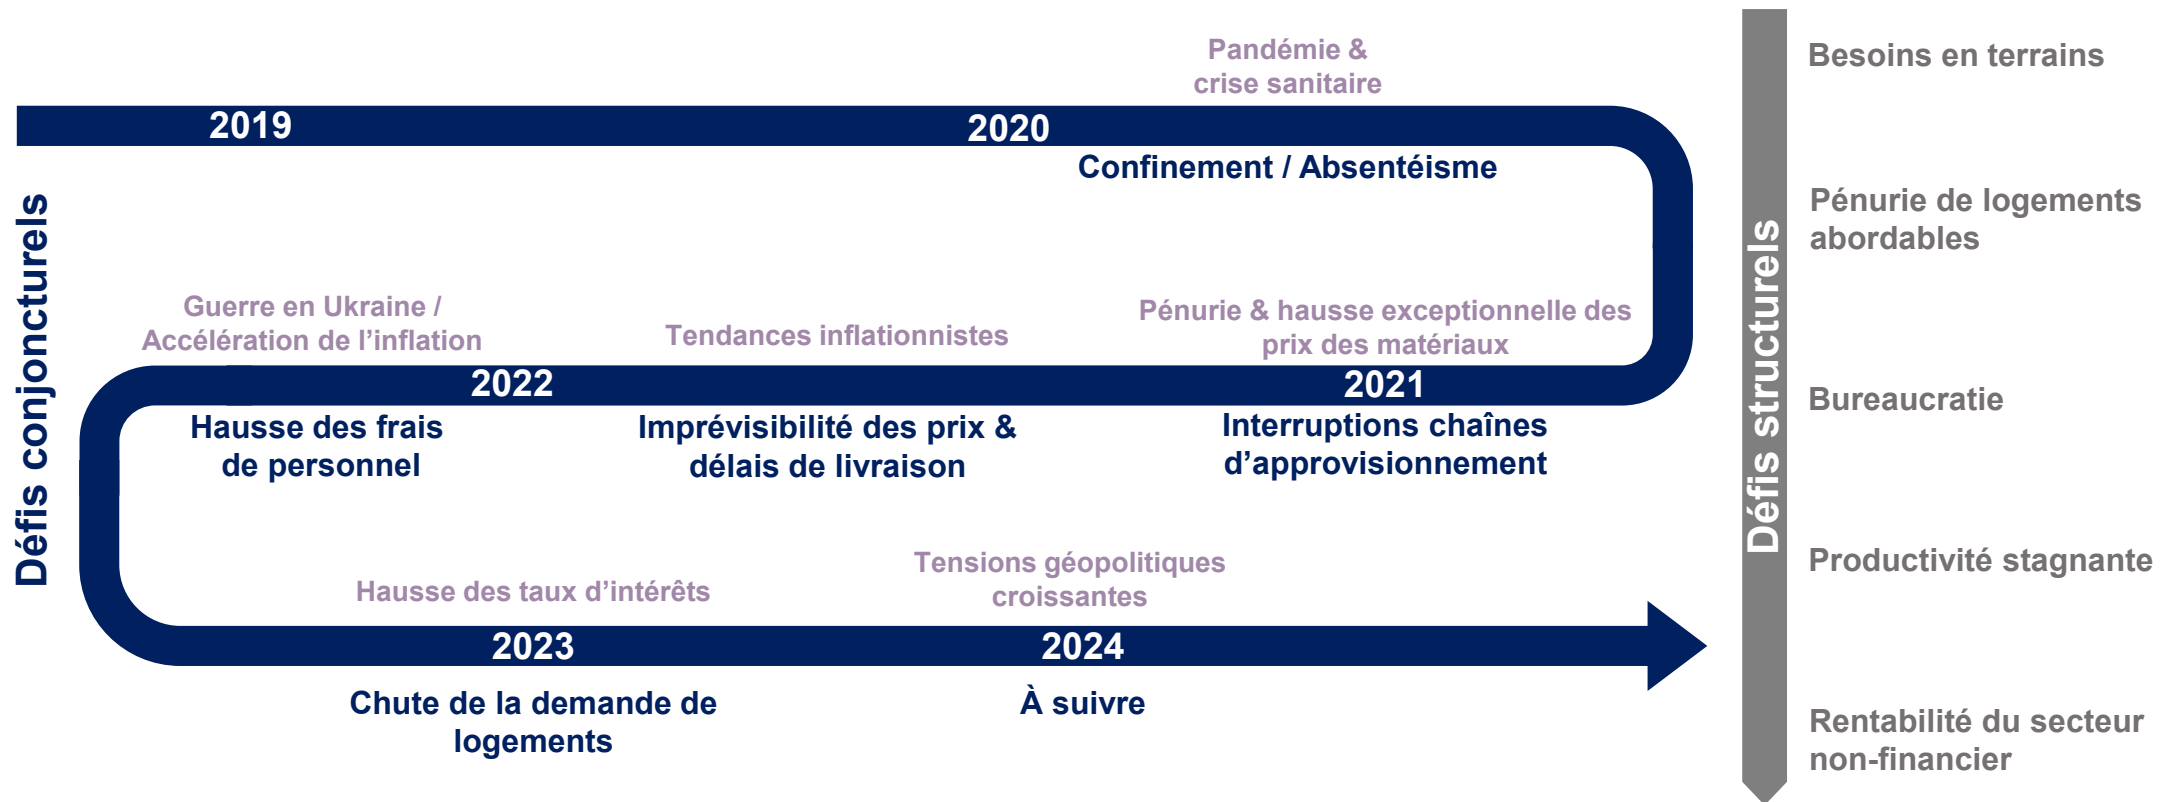 Défis conjoncturels
Pandémie &
crise sanitaire
2019
2020
Confinement / Absentéisme
Pénurie & hausse exceptionnelle des
prix des matériaux
2021
Interruptions chaînes
d’approvisionnement
Tendances inflationnistes
Imprévisibilité des prix &
délais de livraison
Guerre en Ukraine /
Accélération de l’inflation
2022
Hausse des frais
de personnel
Hausse des taux d’intérêts
2023
Chute de la demande de
logements
Tensions géopolitiques
croissantes
2024
À suivre
Défis structurels
Besoins en terrains
Pénurie de logements
abordables
Bureaucratie
Productivité stagnante
Rentabilité du secteur
non-financier